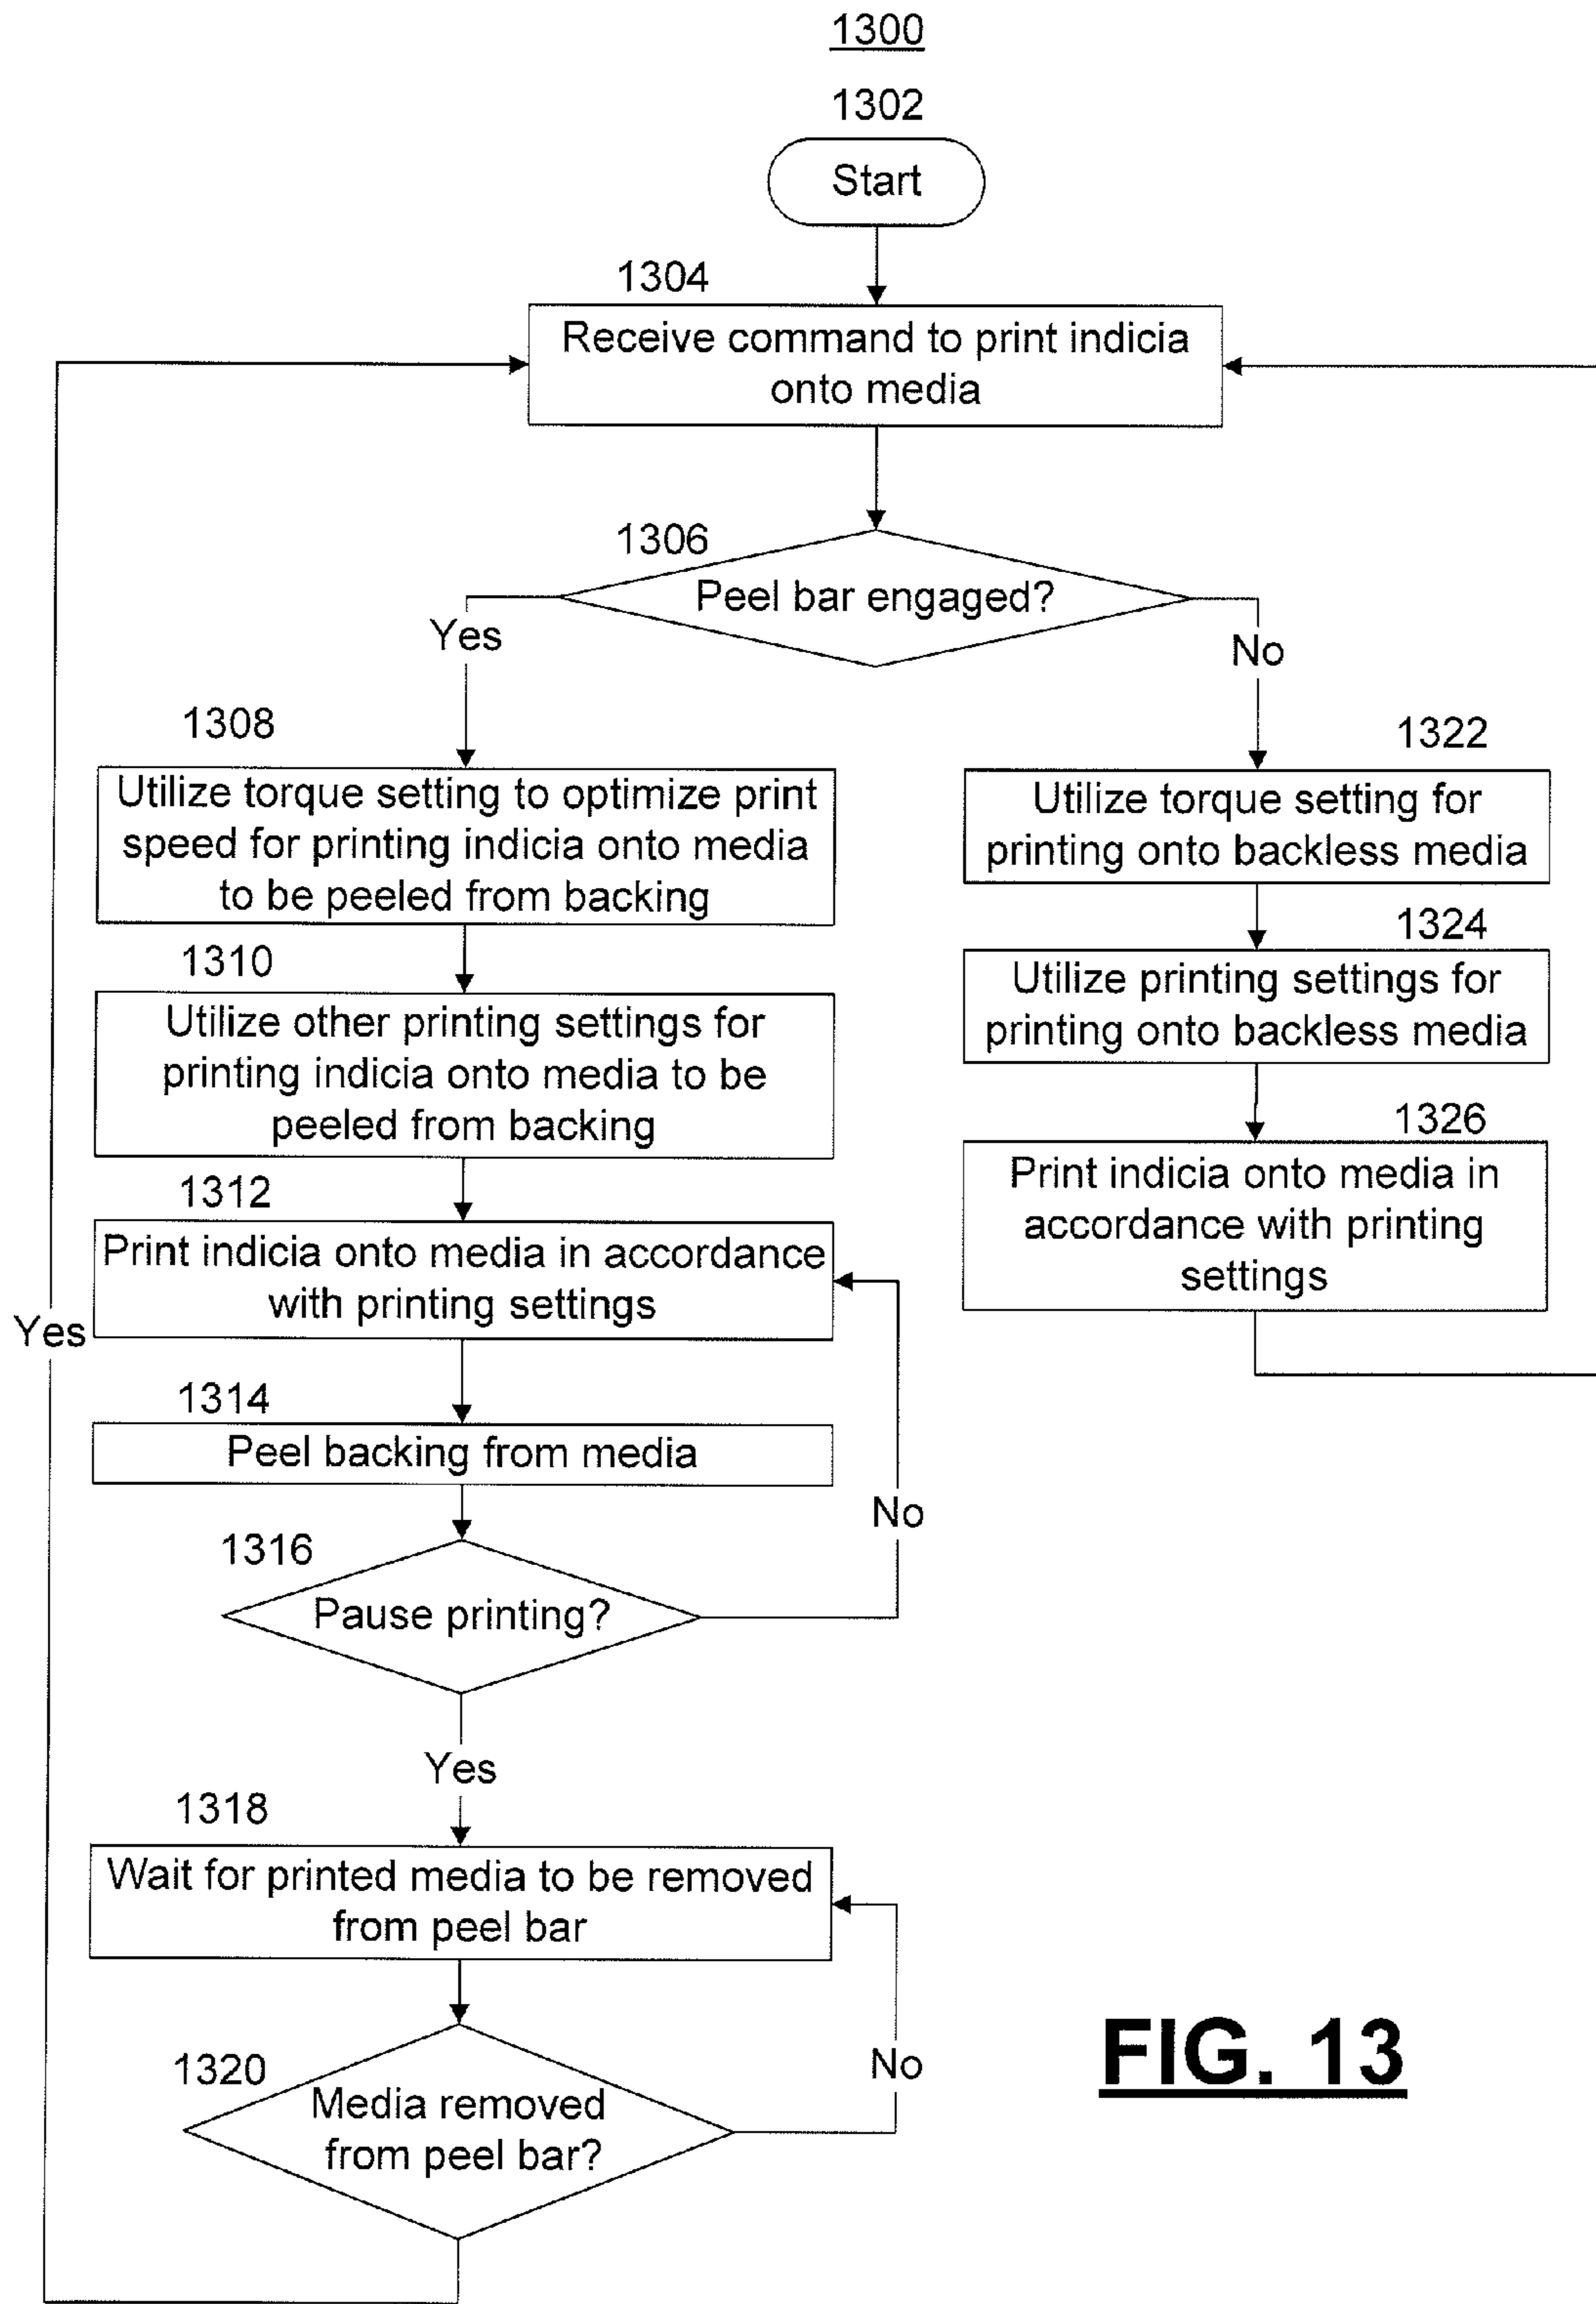 1300
1302
Start
1304
Receive command to print indicia
onto media
1306
Peel bar engaged?
Yes
No
1308
Utilize torque setting to optimize print
speed for printing indicia onto media
to be peeled from backing
1310
Utilize other printing settings for
printing indicia onto media to be
peeled from backing
1312
Print indicia onto media in accordance
with printing settings
1314
Peel backing from media
1316
Pause printing?
No
Yes
1318
Wait for printed media to be removed
from peel bar
1320
Media removed
from peel bar?
No
Yes
1322
Utilize torque setting for
printing onto backless media
1324
Utilize printing settings for
printing onto backless media
1326
Print indicia onto media in
accordance with printing
settings
FIG. 13